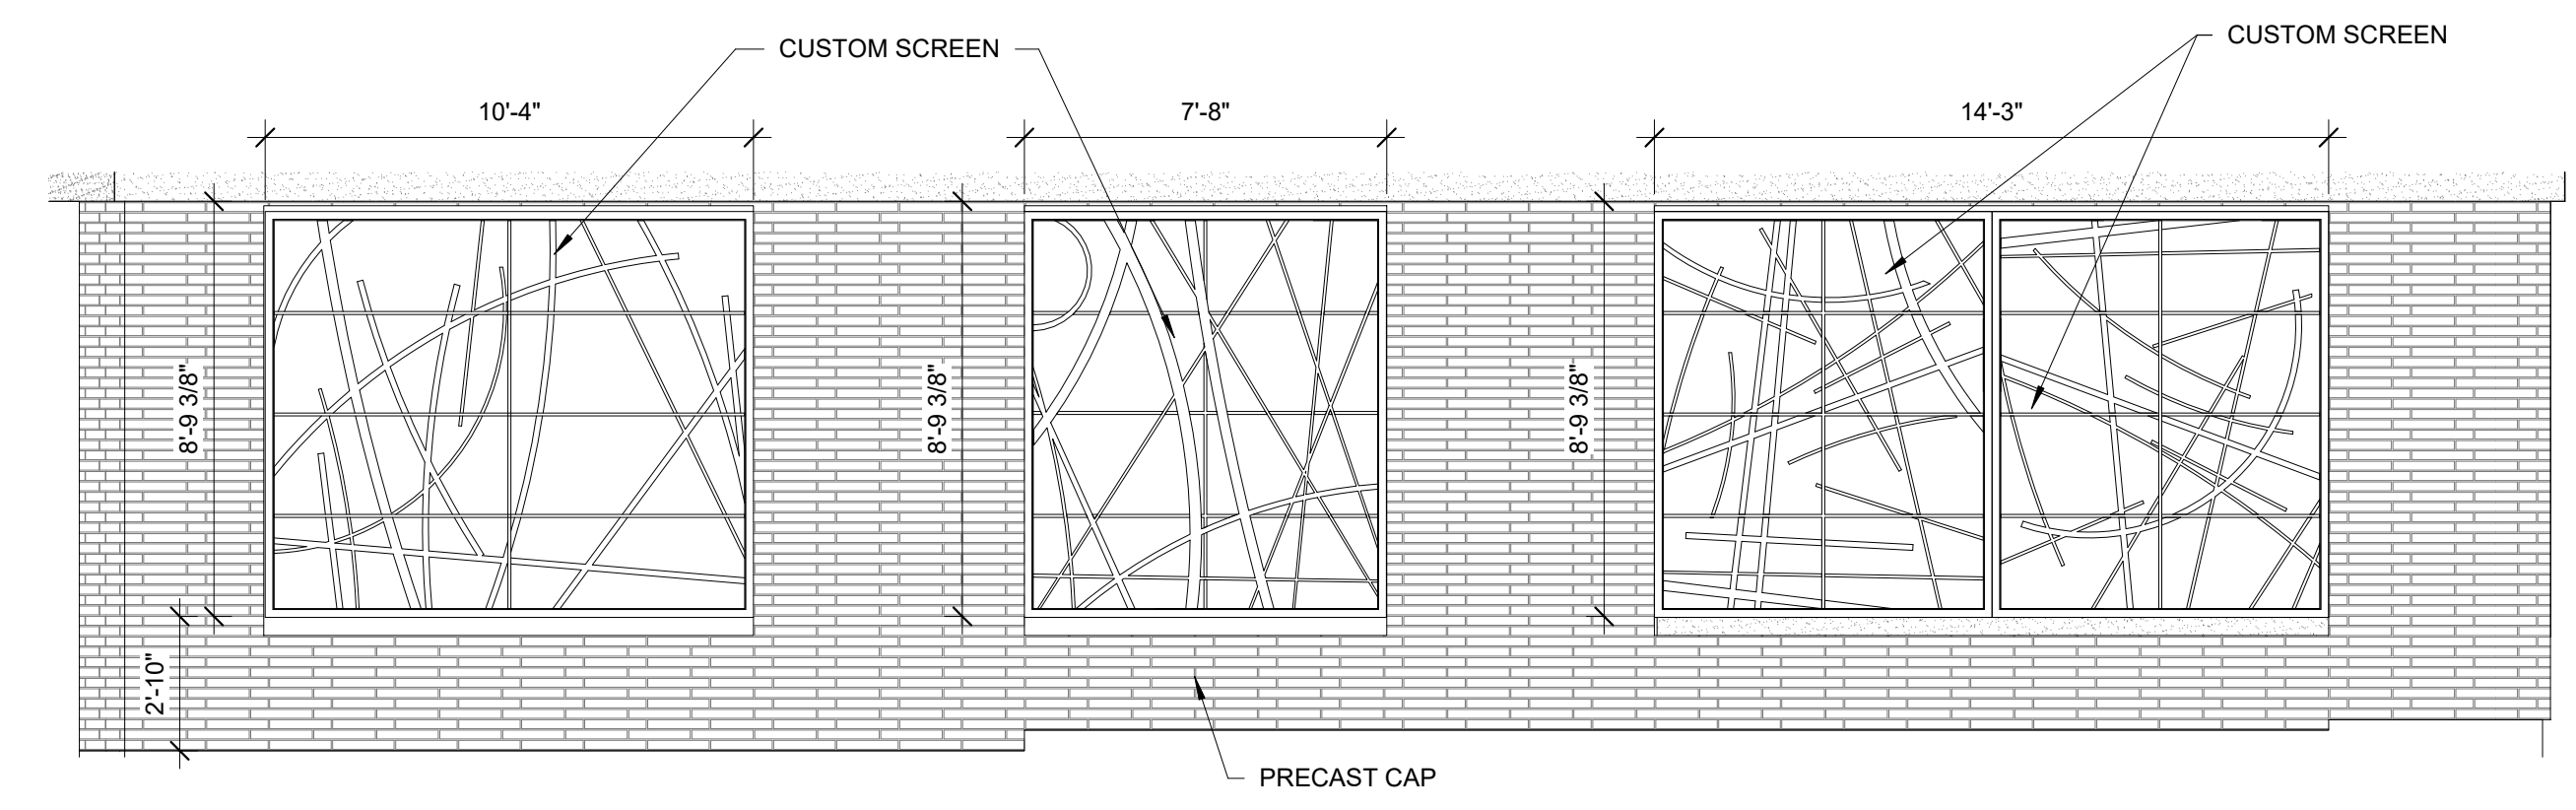 CUSTOM SCREEN
CUSTOM SCREEN
10'-4"
7'-8"
14'-3"
8'-9 3/8"
8'-9 3/8"
8'-9 3/8"
2'-10"
PRECAST CAP